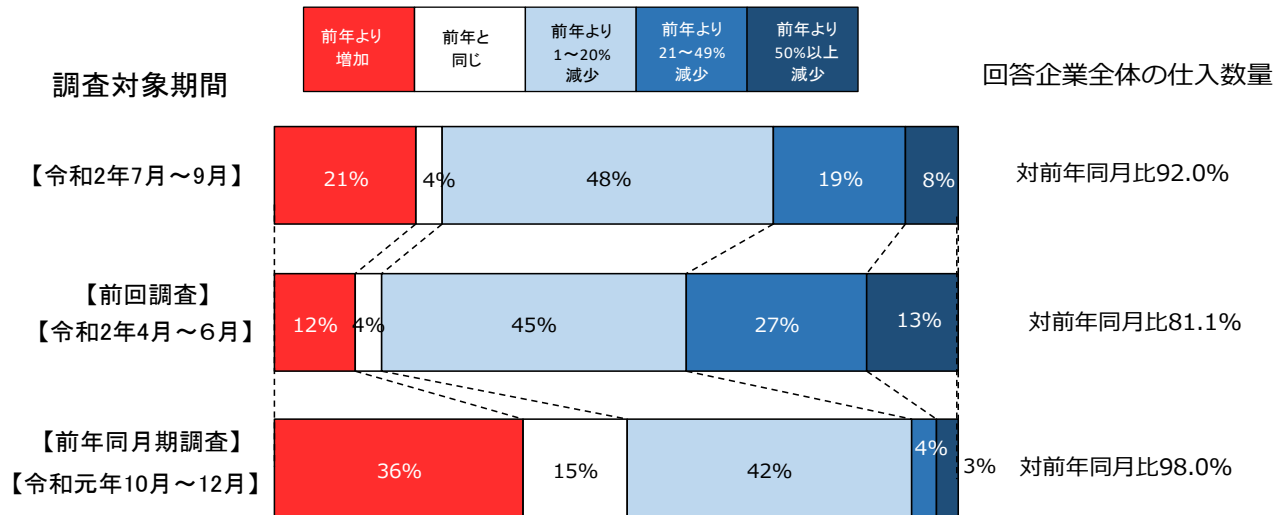 前年より
増加
前年と
同じ
前年より
1～20%
減少
前年より
21～49%
減少
前年より
50%以上
減少
調査対象期間
回答企業全体の仕入数量
【令和2年7月～9月】
21%
4%
48%
19%
8%
対前年同月比92.0%
【前回調査】
【令和2年4月～６月】
12%
4%
45%
27%
13%
対前年同月比81.1%
【前年同月期調査】
【令和元年10月～12月】
36%
15%
42%
4%
3%
対前年同月比98.0%